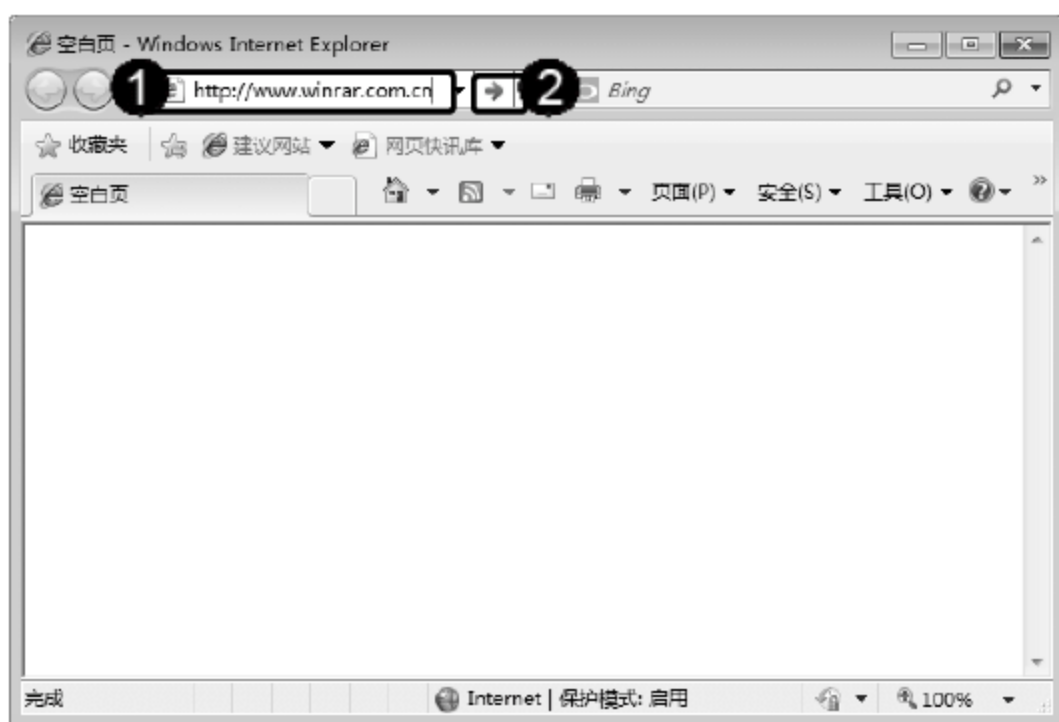 空白页 - Windows Internet Explorer
1 http://www.winrar.com.cn 2 Bing
收藏夹 建议网站 网页快讯库
空白页 页面(P) 安全(S) 工具(O) »
完成 Internet | 保护模式: 启用 100%